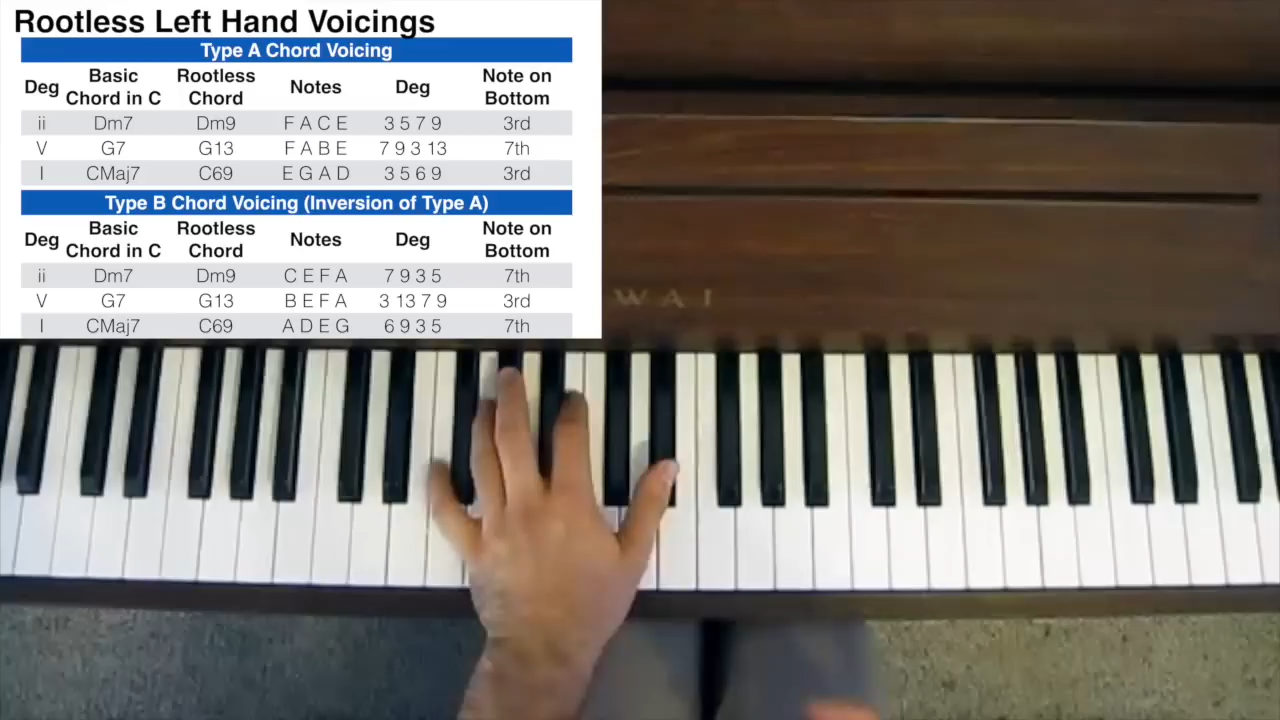 Rootless Left Hand Voicings
Type A Chord Voicing
Deg Basic Chord in C Rootless Chord Notes Deg Note on Bottom
ii Dm7 Dm9 F A C E 3 5 7 9 3rd
V G7 G13 F A B E 7 9 3 13 7th
I CMaj7 C69 E G A D 3 5 6 9 3rd
Type B Chord Voicing (Inversion of Type A)
Deg Basic Chord in C Rootless Chord Notes Deg Note on Bottom
ii Dm7 Dm9 C E F A 7 9 3 5 7th
V G7 G13 B E F A 3 13 7 9 3rd
I CMaj7 C69 A D E G 6 9 3 5 7th
WAI